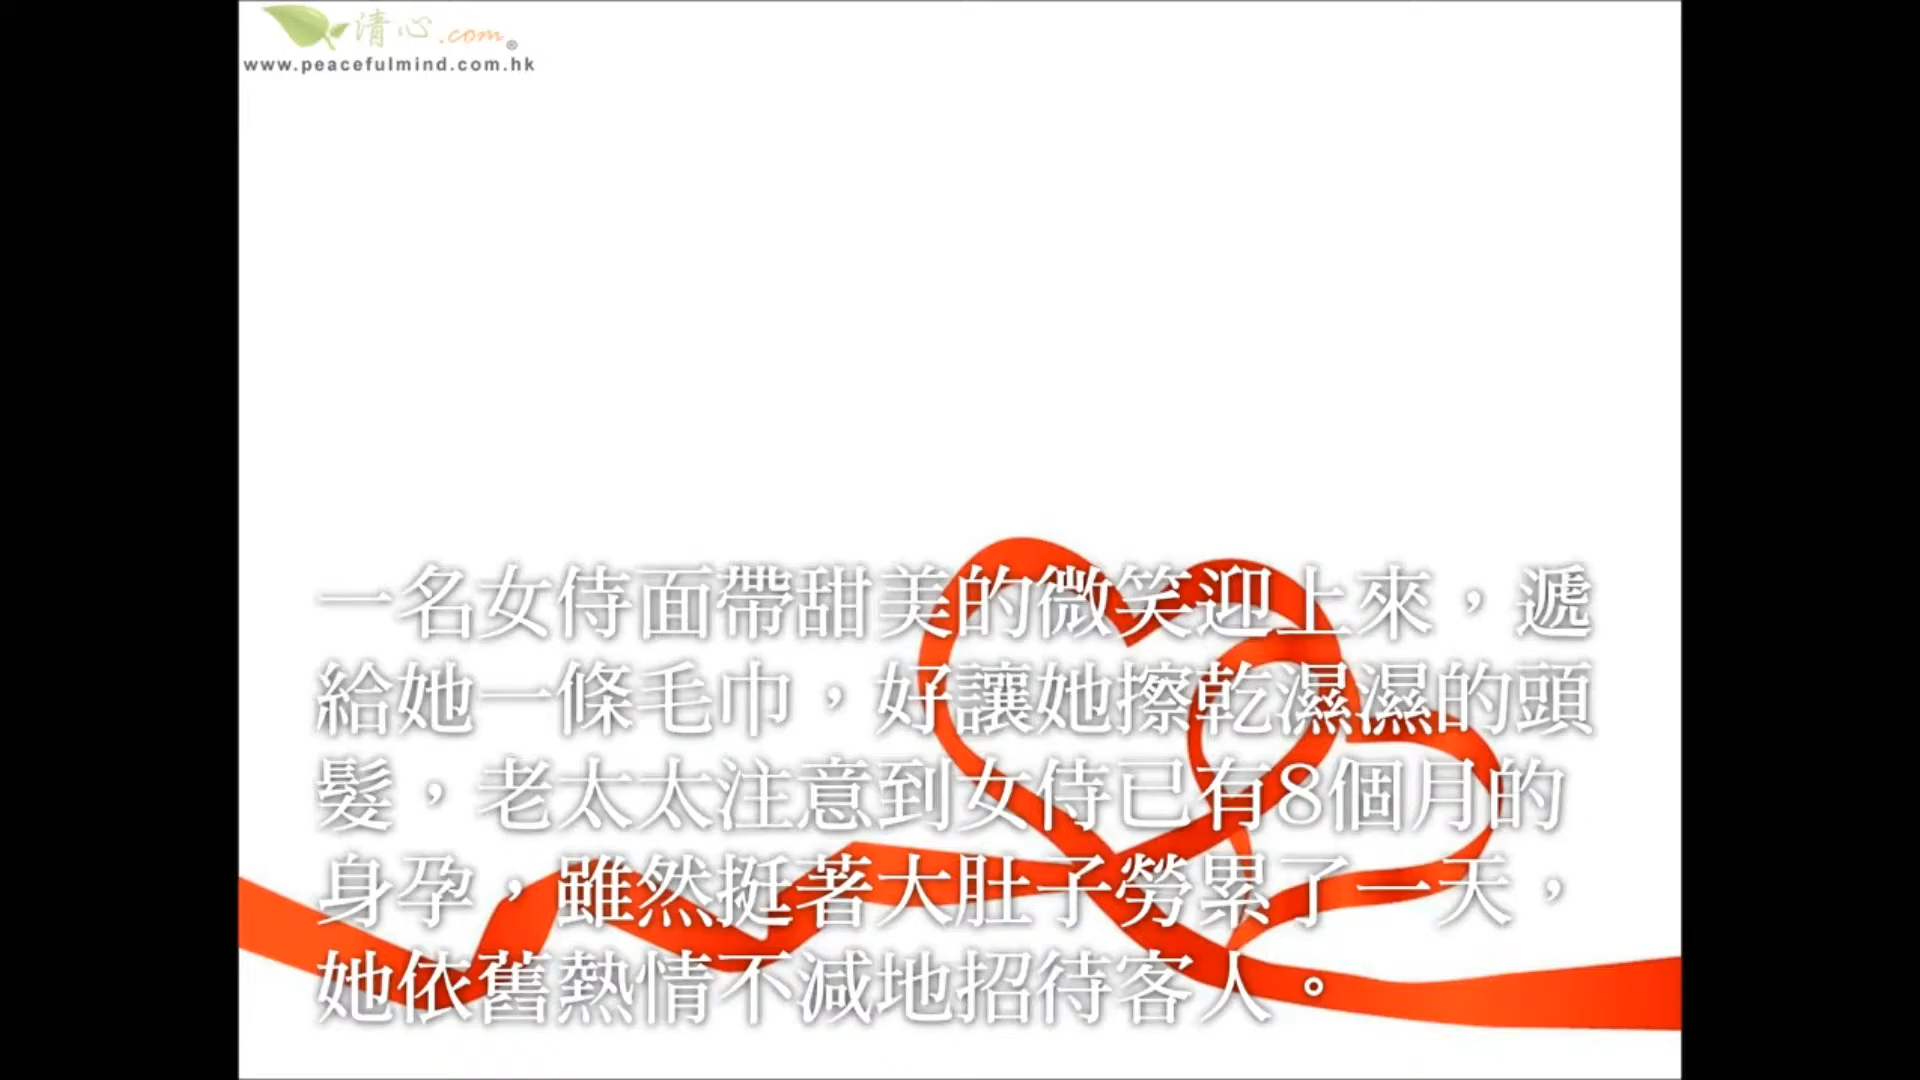 清心.com®
www.peacefulmind.com.hk
一名女侍面帶甜美的微笑迎上來，遞
給她一條毛巾，好讓她擦乾濕濕的頭
髮，老太太注意到女侍已有8個月的
身孕，雖然挺著大肚子勞累了一天，
她依舊熱情不減地招待客人。